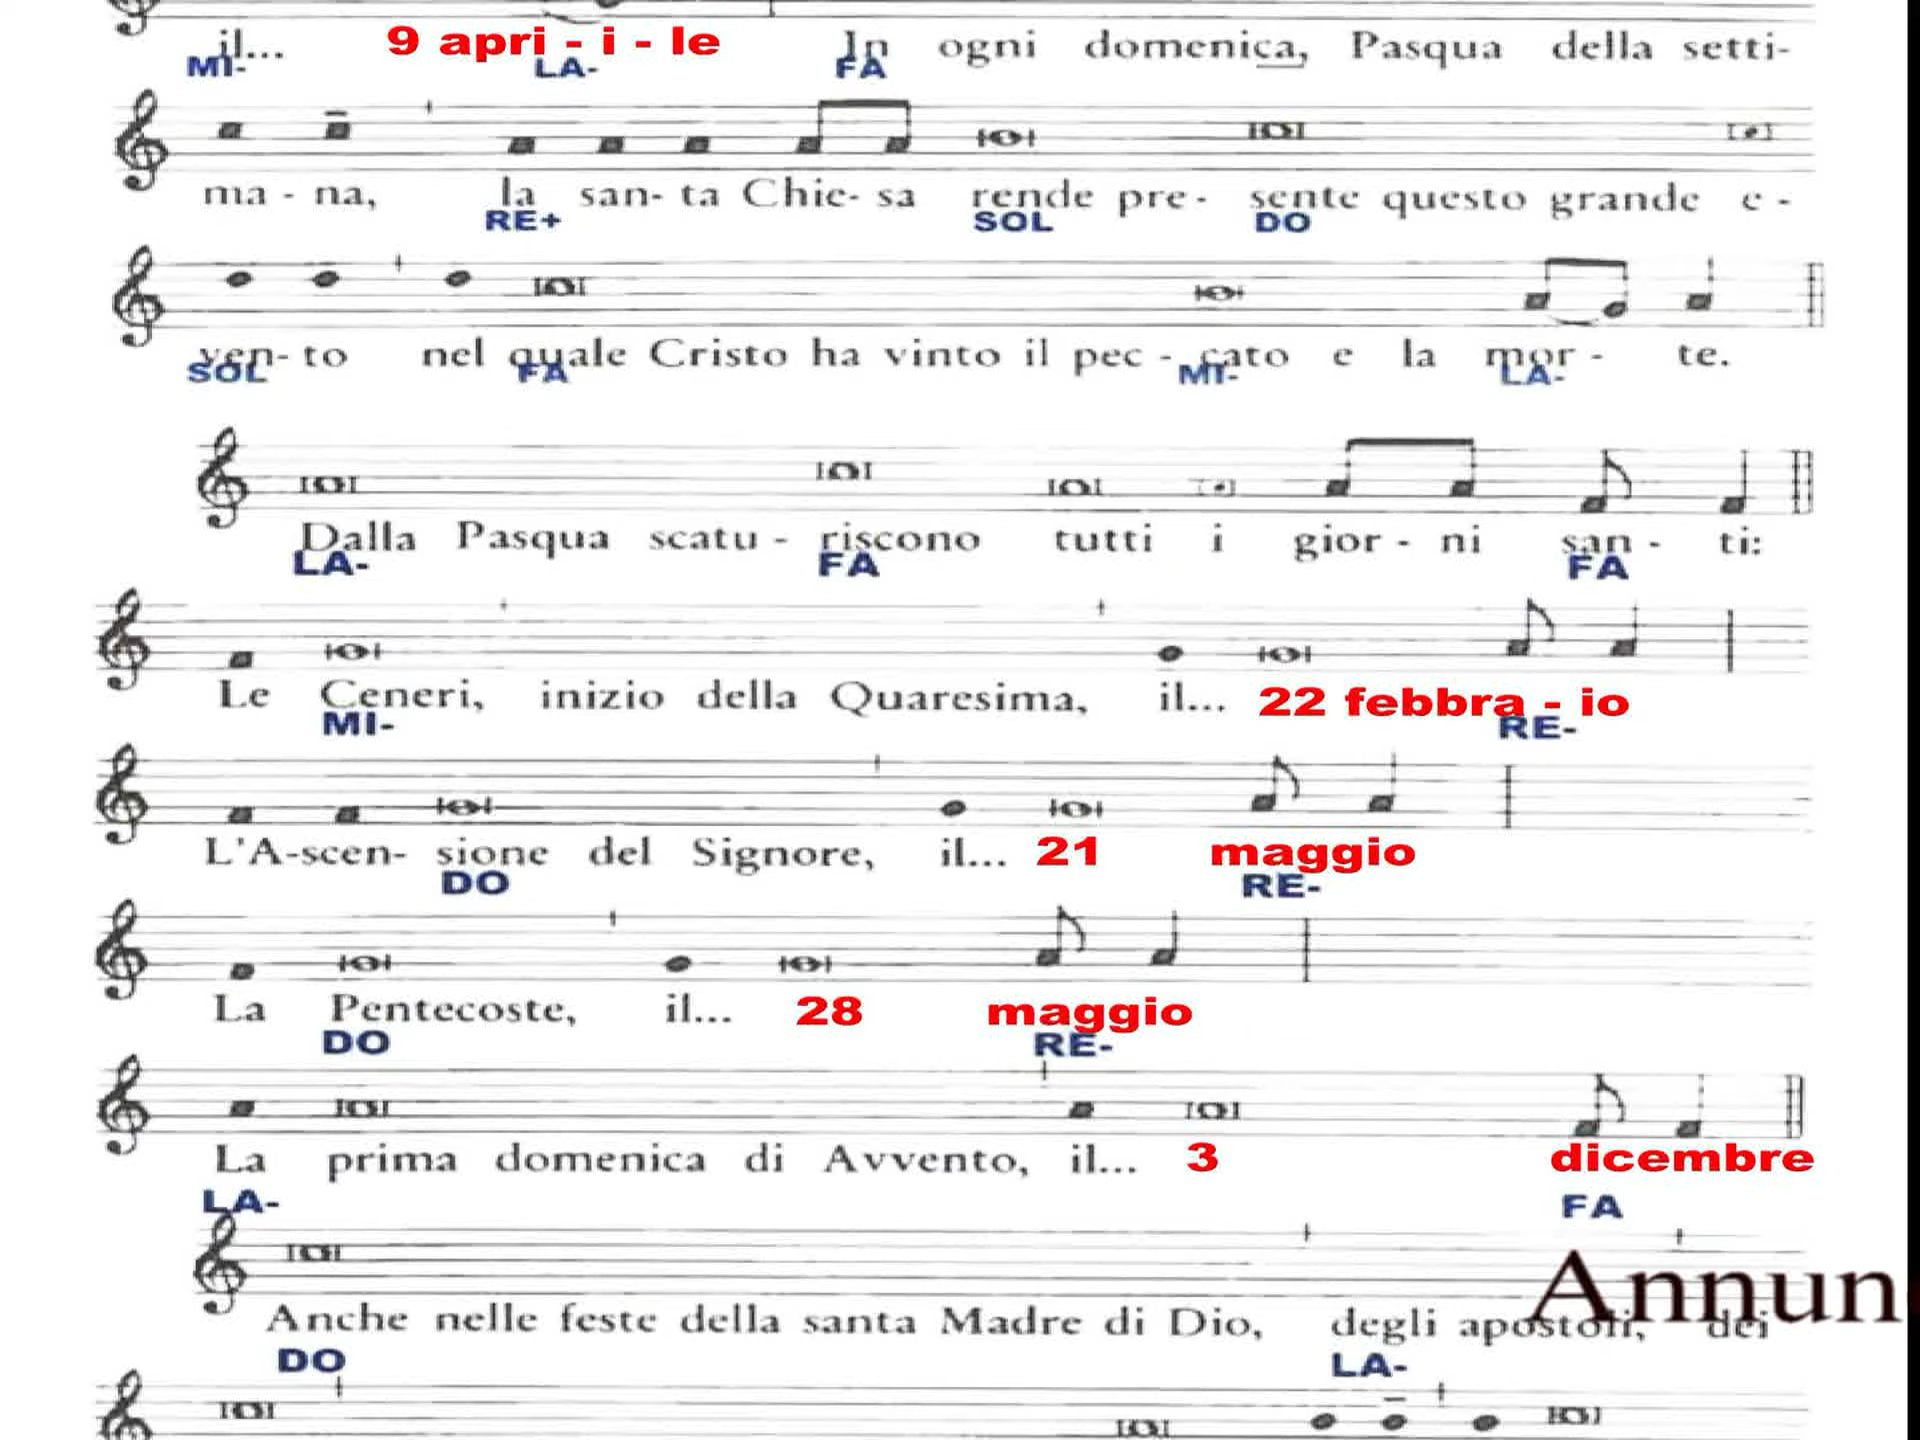 il... 9 apri - i - le In ogni domenica, Pasqua della setti-
MI- LA- FA
ma - na, la san- ta Chie- sa rende pre - sente questo grande e -
RE+ SOL DO
ven- to nel quale Cristo ha vinto il pec - cato e la mor - te.
SOL FA MI- LA-
Dalla Pasqua scatu - riscono tutti i gior - ni san - ti:
LA- FA FA
Le Ceneri, inizio della Quaresima, il... 22 febbra - io
MI- RE-
L'A-scen- sione del Signore, il... 21 maggio
DO RE-
La Pentecoste, il... 28 maggio
DO RE-
La prima domenica di Avvento, il... 3 dicembre
LA- FA
Annun
Anche nelle feste della santa Madre di Dio, degli apostoli, dei
DO LA-